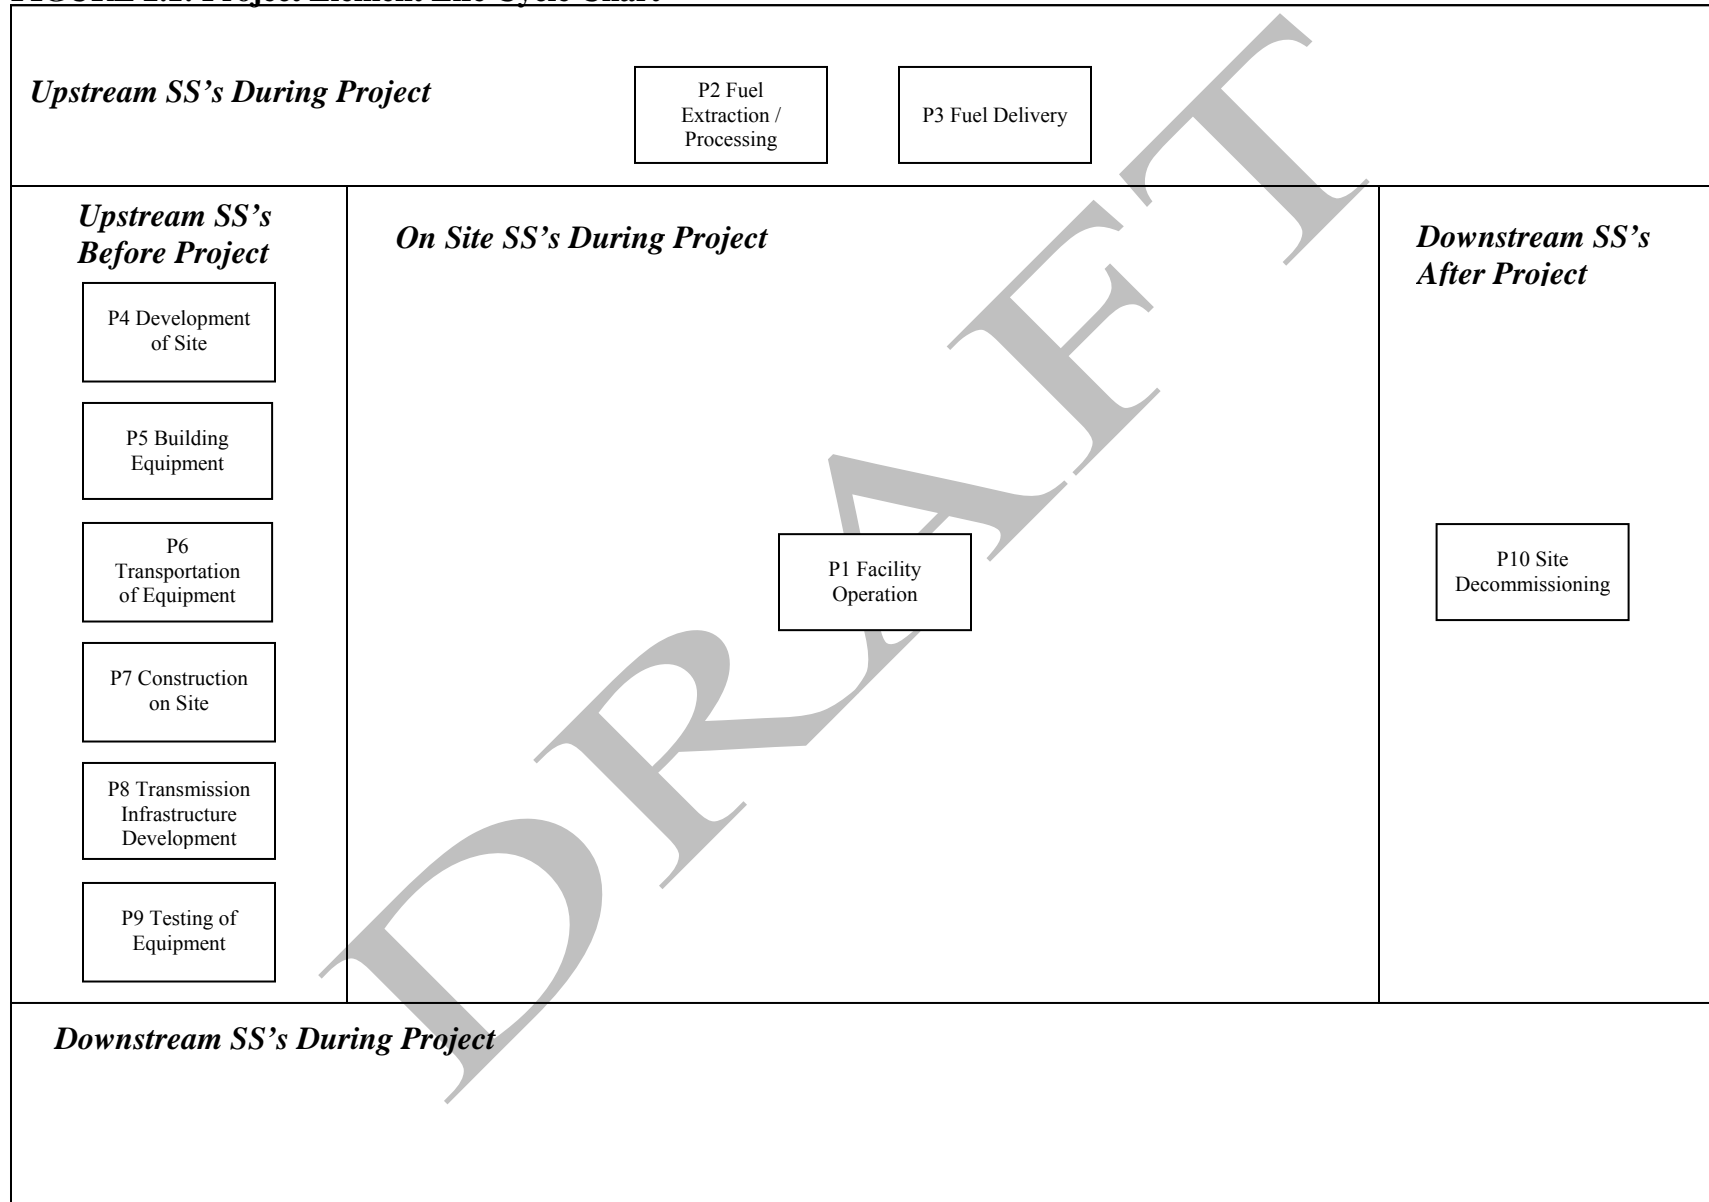 Upstream SS's During Project
P2 Fuel
Extraction /
Processing
P3 Fuel Delivery
Upstream SS's
Before Project
P4 Development
of Site
P5 Building
Equipment
P6
Transportation
of Equipment
P7 Construction
on Site
P8 Transmission
Infrastructure
Development
P9 Testing of
Equipment
On Site SS's During Project
P1 Facility
Operation
Downstream SS's
After Project
P10 Site
Decommissioning
Downstream SS's During Project
DRAFT